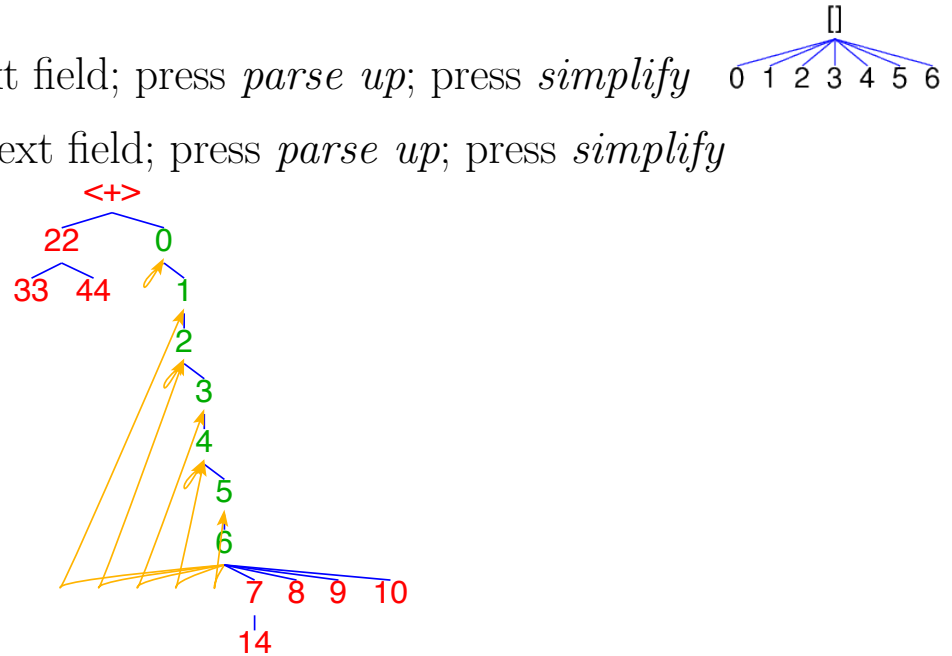 []
xt field; press parse up; press simplify 0 1 2 3 4 5 6
ext field; press parse up; press simplify
<+>
22 0
33 44 1
2
3
4
5
6
7 8 9 10
14